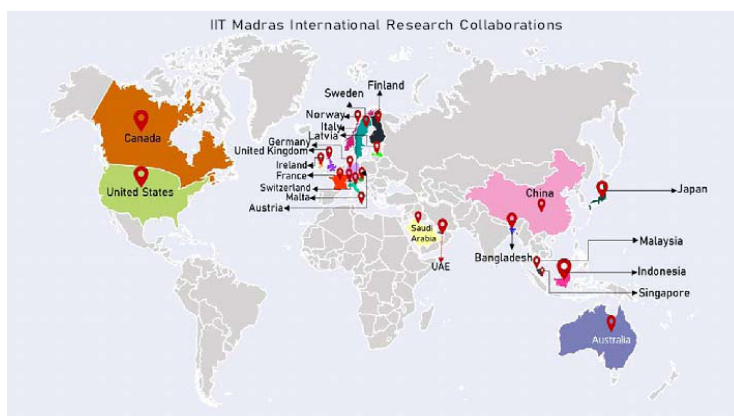 IIT Madras International Research Collaborations
Finland
Sweden
Norway
Italy
Latvia
Germany
United Kingdom
Ireland
France
Switzerland
Malta
Austria
Canada
United States
China
Japan
Saudi
Arabia
UAE
Bangladesh
Malaysia
Indonesia
Singapore
Australia